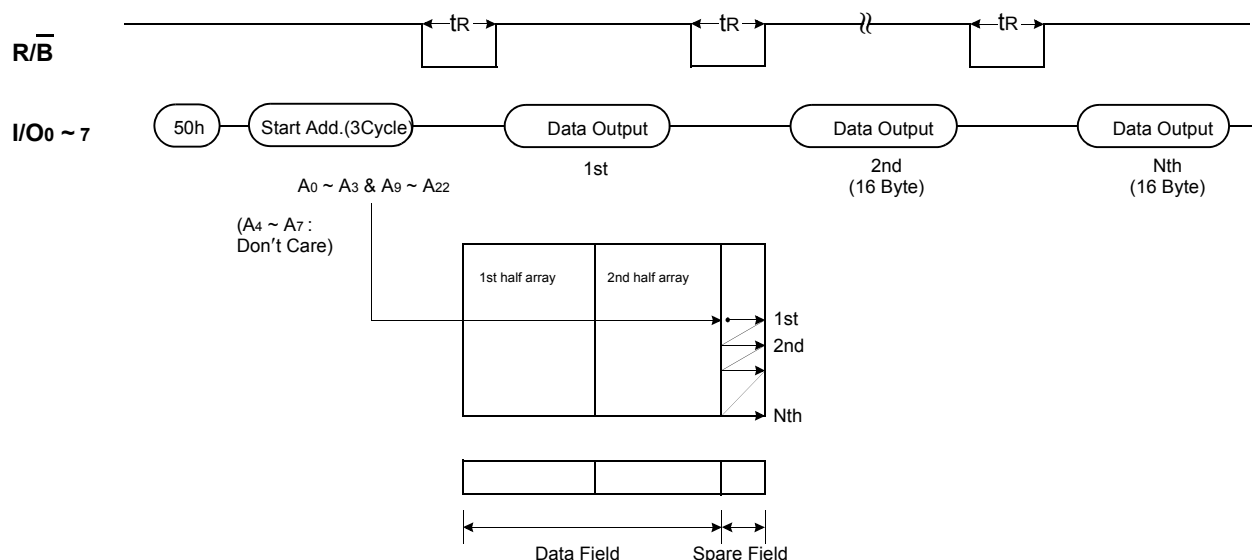 tR tR tR
R/B̅
I/O0 ~ 7 50h Start Add.(3Cycle) Data Output Data Output Data Output
1st 2nd Nth
(16 Byte) (16 Byte)
A0 ~ A3 & A9 ~ A22
(A4 ~ A7 :
Don't Care)
1st half array 2nd half array
1st
2nd
Nth
Data Field Spare Field